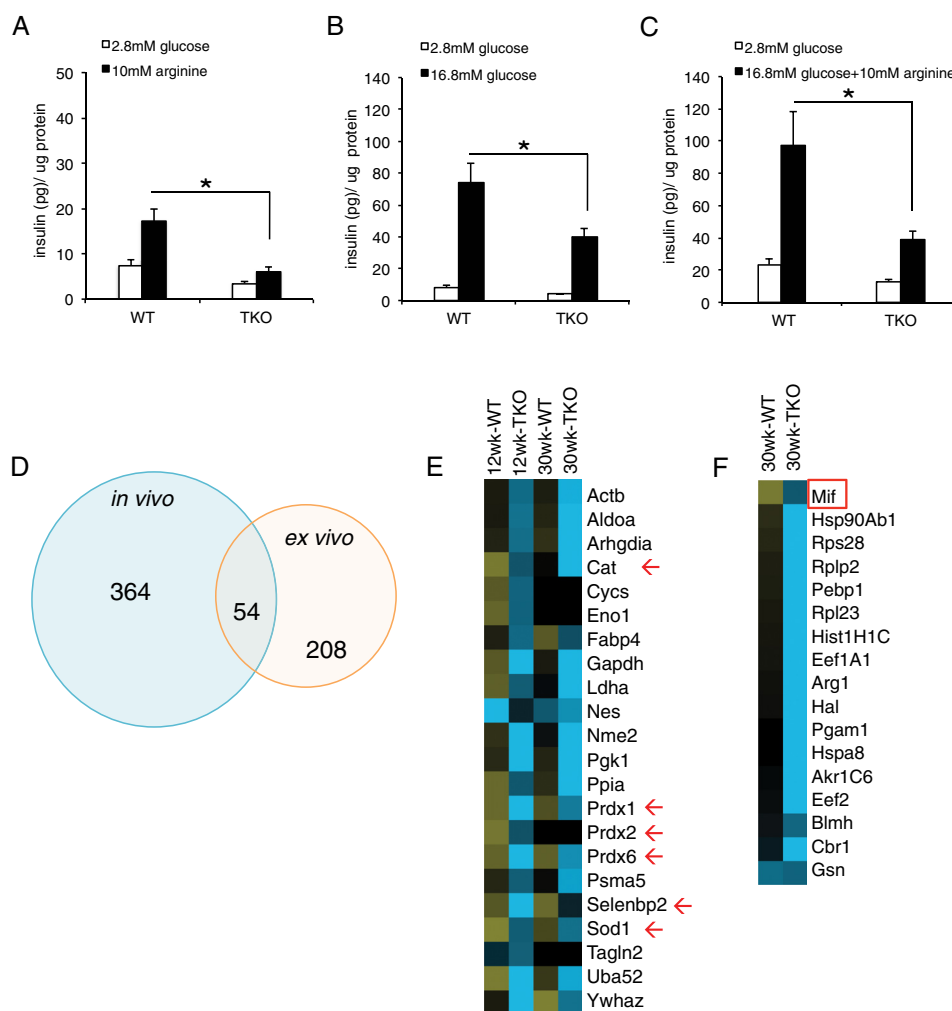 A
2.8mM glucose
10mM arginine
insulin (pg)/ ug protein
50
40
30
20
10
0
*
WT
TKO
B
2.8mM glucose
16.8mM glucose
insulin (pg)/ ug protein
140
120
100
80
60
40
20
0
*
WT
TKO
C
2.8mM glucose
16.8mM glucose+10mM arginine
insulin (pg)/ ug protein
140
120
100
80
60
40
20
0
*
WT
TKO
D
in vivo
ex vivo
364
54
208
E
12wk-WT
12wk-TKO
30wk-WT
30wk-TKO
Actb
Aldoa
Arhgdia
Cat
Cycs
Eno1
Fabp4
Gapdh
Ldha
Nes
Nme2
Pgk1
Ppia
Prdx1
Prdx2
Prdx6
Psma5
Selenbp2
Sod1
Tagln2
Uba52
Ywhaz
F
30wk-WT
30wk-TKO
Mif
Hsp90Ab1
Rps28
Rplp2
Pebp1
Rpl23
Hist1H1C
Eef1A1
Arg1
Hal
Pgam1
Hspa8
Akr1C6
Eef2
Blmh
Cbr1
Gsn